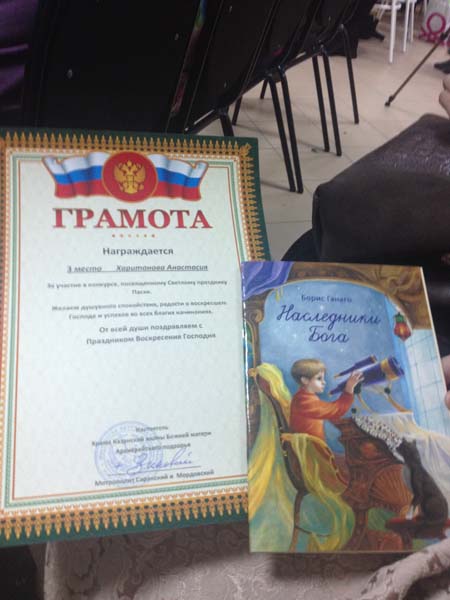 ГРАМОТА
Награждается
3 место Харитонова Анастасия
За участие в конкурсе, посвященному Светлому празднику
Пасхи.
Желаем душевного спокойствия, радости о воскресшем
Господе и успехов во всех благих начинаниях.
От всей души поздравляем с
Праздником Воскресения Господня
Настоятель
Храма Казанской иконы Божией матери
Архиерейского подворья
Митрополит Саранский и Мордовский
Борис Ганаго
Наследники
Бога